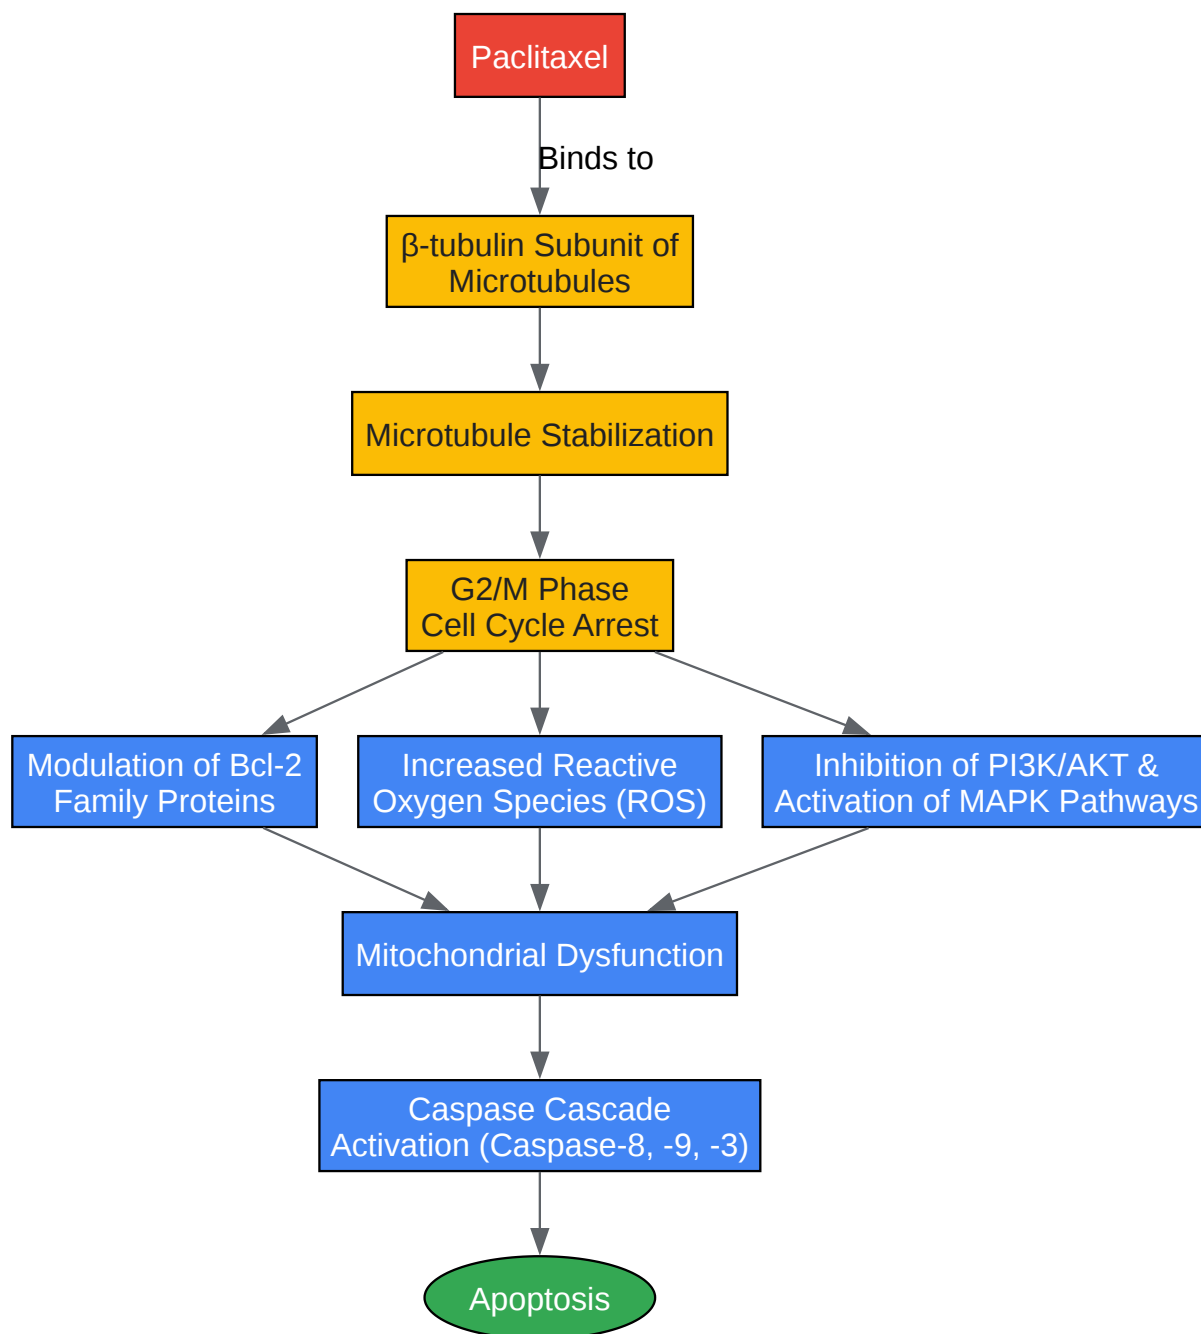 Paclitaxel
Binds to
β-tubulin Subunit of
Microtubules
Microtubule Stabilization
G2/M Phase
Cell Cycle Arrest
Modulation of Bcl-2
Family Proteins
Increased Reactive
Oxygen Species (ROS)
Inhibition of PI3K/AKT &
Activation of MAPK Pathways
Mitochondrial Dysfunction
Caspase Cascade
Activation (Caspase-8, -9, -3)
Apoptosis